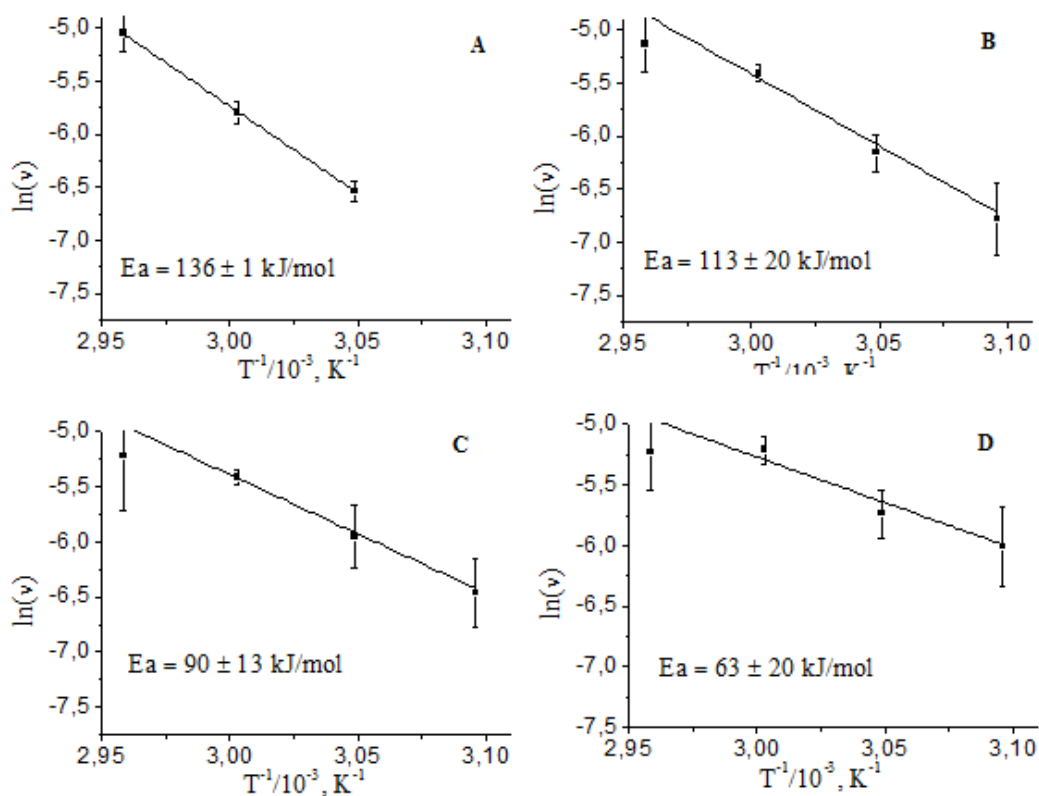 A
-5,0
-5,5
-6,0
-6,5
-7,0
-7,5
ln(ν)
Ea = 136 ± 1 kJ/mol
2,95
3,00
3,05
3,10
T⁻¹/10⁻³, K⁻¹
B
-5,0
-5,5
-6,0
-6,5
-7,0
-7,5
ln(ν)
Ea = 113 ± 20 kJ/mol
2,95
3,00
3,05
3,10
T⁻¹/10⁻³, K⁻¹
C
-5,0
-5,5
-6,0
-6,5
-7,0
-7,5
ln(ν)
Ea = 90 ± 13 kJ/mol
2,95
3,00
3,05
3,10
T⁻¹/10⁻³, K⁻¹
D
-5,0
-5,5
-6,0
-6,5
-7,0
-7,5
ln(ν)
Ea = 63 ± 20 kJ/mol
2,95
3,00
3,05
3,10
T⁻¹/10⁻³, K⁻¹